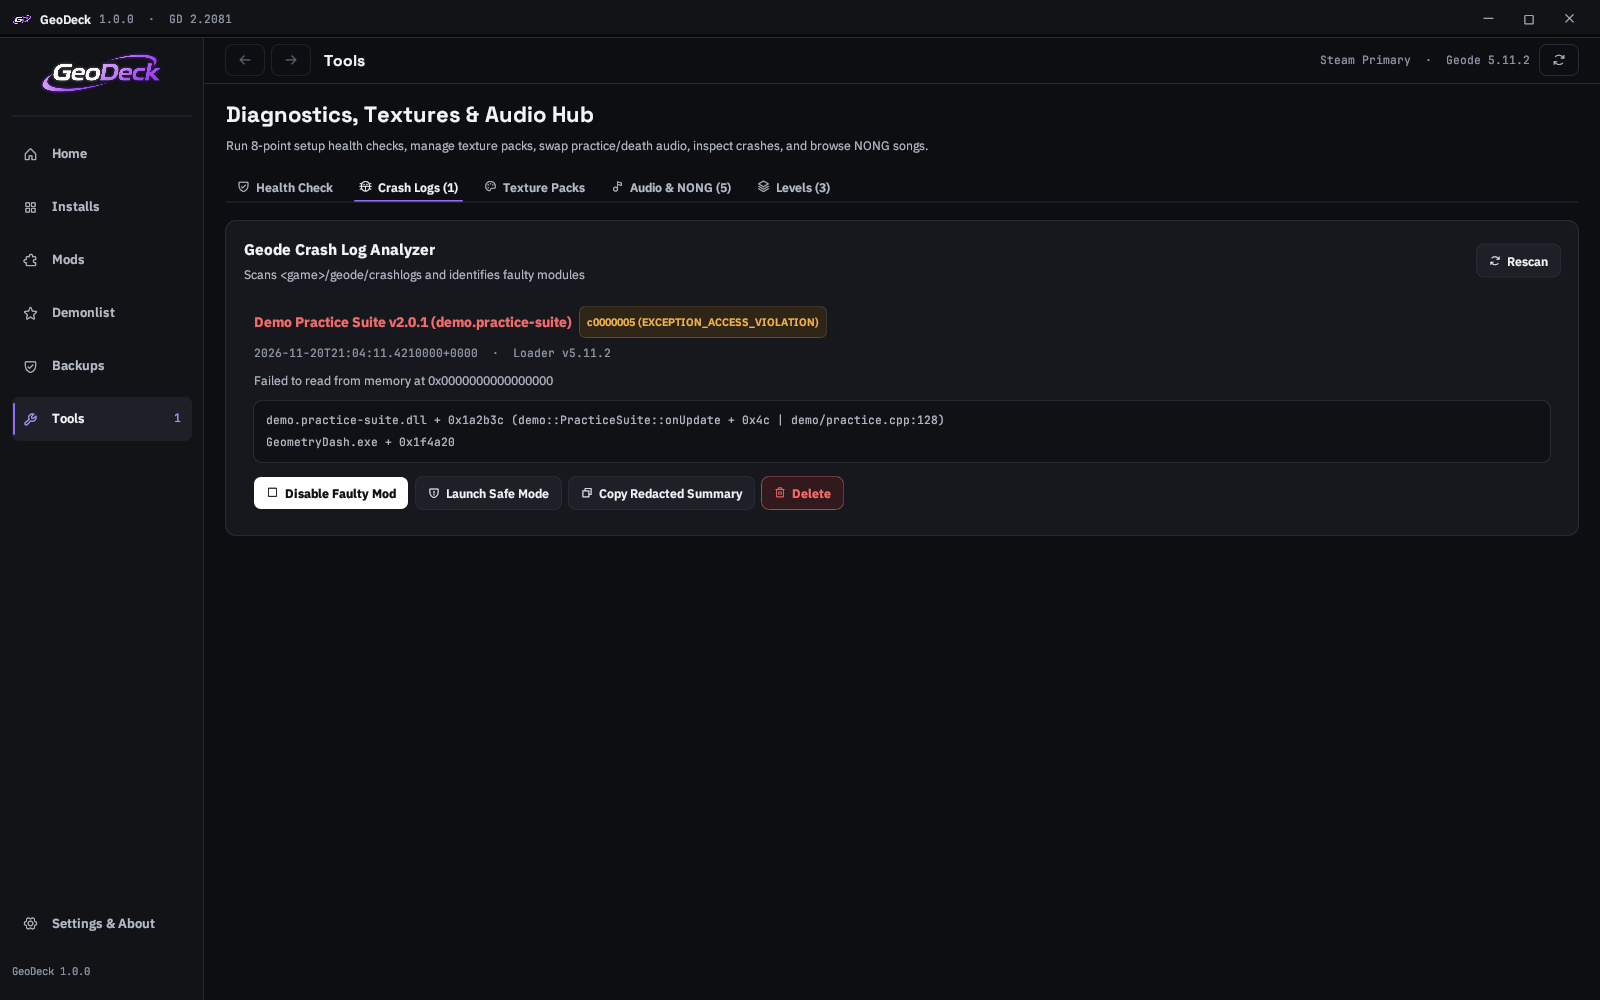 GeoDeck 1.0.0 · GD 2.2081
GeoDeck
Tools
Steam Primary · Geode 5.11.2
Home
Installs
Mods
Demonlist
Backups
Tools 1
Settings & About
GeoDeck 1.0.0
Diagnostics, Textures & Audio Hub
Run 8-point setup health checks, manage texture packs, swap practice/death audio, inspect crashes, and browse NONG songs.
Health Check Crash Logs (1) Texture Packs Audio & NONG (5) Levels (3)
Geode Crash Log Analyzer
Scans <game>/geode/crashlogs and identifies faulty modules
Rescan
Demo Practice Suite v2.0.1 (demo.practice-suite) c0000005 (EXCEPTION_ACCESS_VIOLATION)
2026-11-20T21:04:11.4210000+0000 · Loader v5.11.2
Failed to read from memory at 0x0000000000000000
demo.practice-suite.dll + 0x1a2b3c (demo::PracticeSuite::onUpdate + 0x4c | demo/practice.cpp:128)
GeometryDash.exe + 0x1f4a20
Disable Faulty Mod Launch Safe Mode Copy Redacted Summary Delete